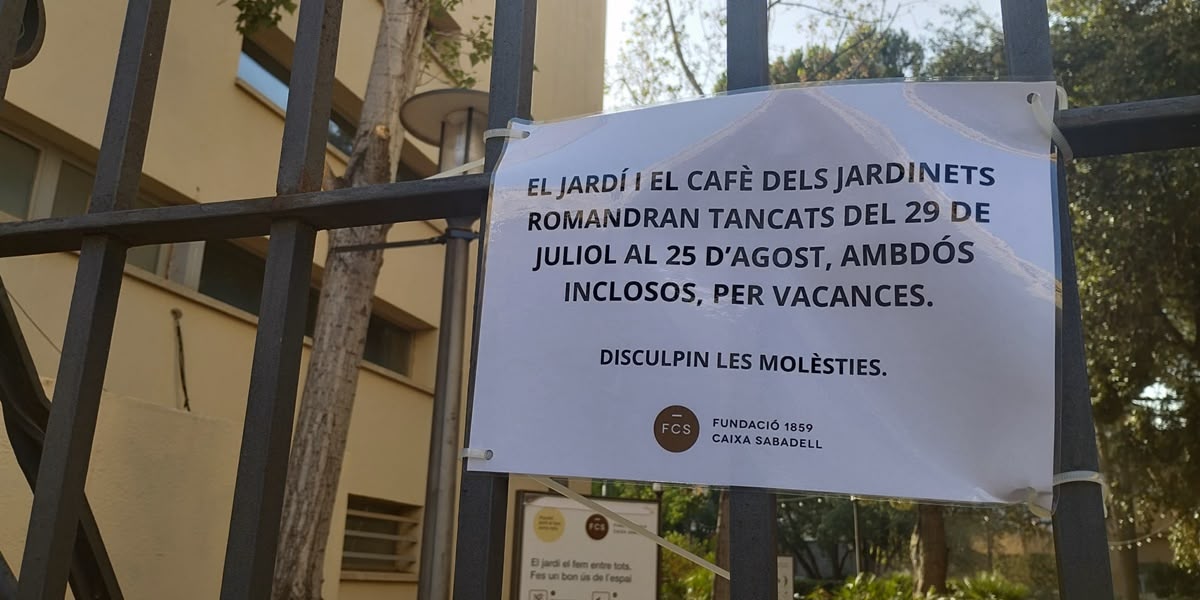 EL JARDÍ I EL CAFÈ DELS JARDINETS
ROMANDRAN TANCATS DEL 29 DE
JULIOL AL 25 D'AGOST, AMBDÓS
INCLOSOS, PER VACANCES.
DISCULPIN LES MOLÈSTIES.
FCS
FUNDACIÓ 1859
CAIXA SABADELL
FCS
El jardí el fem entre tots.
Fes un bon ús de l'espai